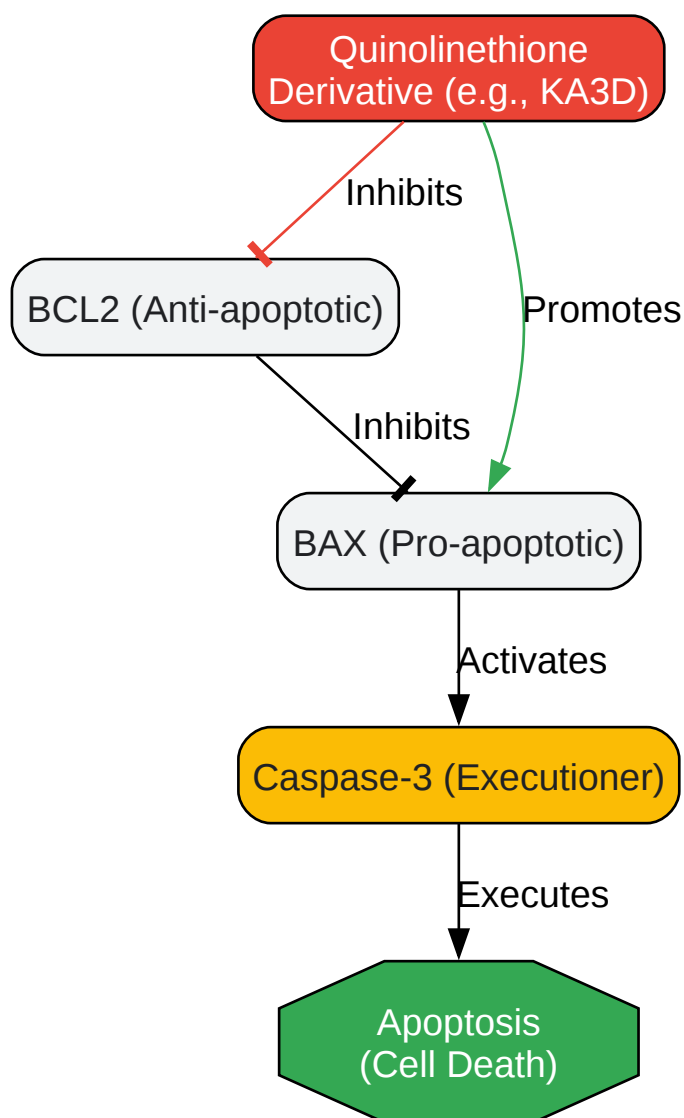 Quinolinethione
Derivative (e.g., KA3D)
Inhibits
BCL2 (Anti-apoptotic)
Promotes
Inhibits
BAX (Pro-apoptotic)
Activates
Caspase-3 (Executioner)
Executes
Apoptosis
(Cell Death)